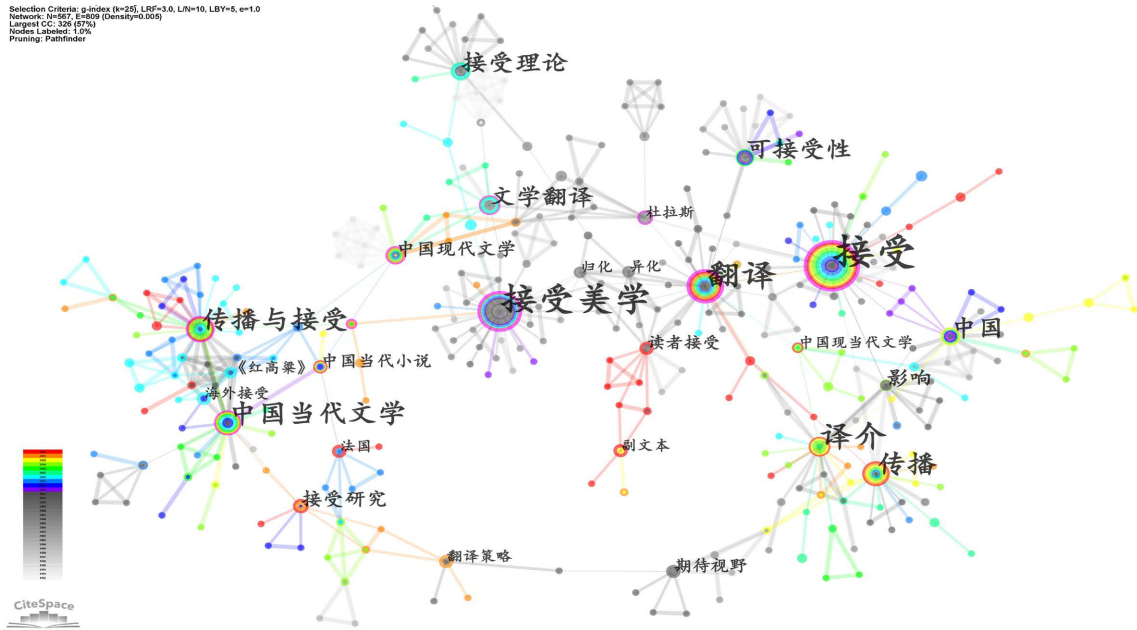 Selection Criteria: g-index (k=25), LRF=3.0, L/N=10, LBY=5, e=1.0
Network: N=567, E=809 (Density=0.005)
Largest CC: 326 (57%)
Nodes Labeled: 1.0%
Pruning: Pathfinder
接受理论
可接受性
文学翻译
杜拉斯
中国现代文学
接受
归化
异化
翻译
接受美学
传播与接受
中国
读者接受
中国现当代文学
《红高粱》
中国当代小说
影响
海外接受
中国当代文学
译介
法国
副文本
传播
接受研究
翻译策略
期待视野
CiteSpace